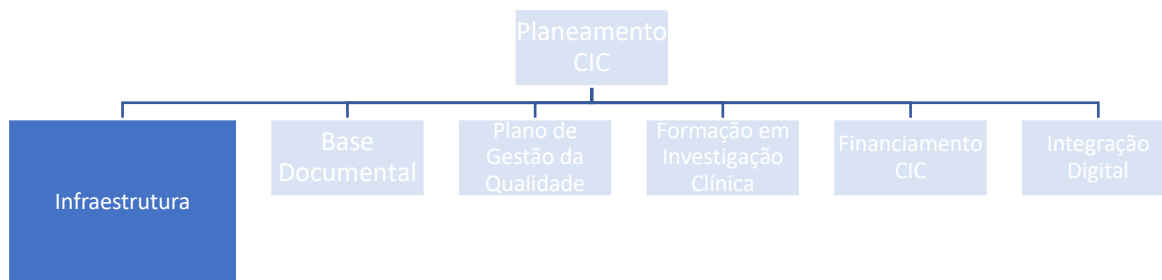 Planeamento
CIC
Infraestrutura
Base
Documental
Plano de
Gestão da
Qualidade
Formação em
Investigação
Clínica
Financiamento
CIC
Integração
Digital